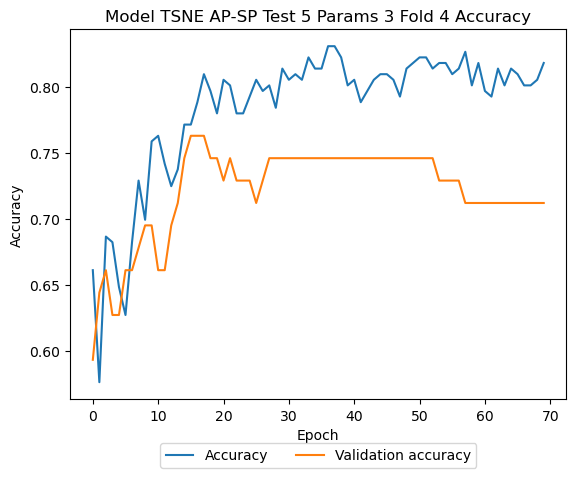 Model TSNE AP-SP Test 5 Params 3 Fold 4 Accuracy
Accuracy
0.80
0.75
0.70
0.65
0.60
0 10 20 30 40 50 60 70
Epoch
Accuracy Validation accuracy